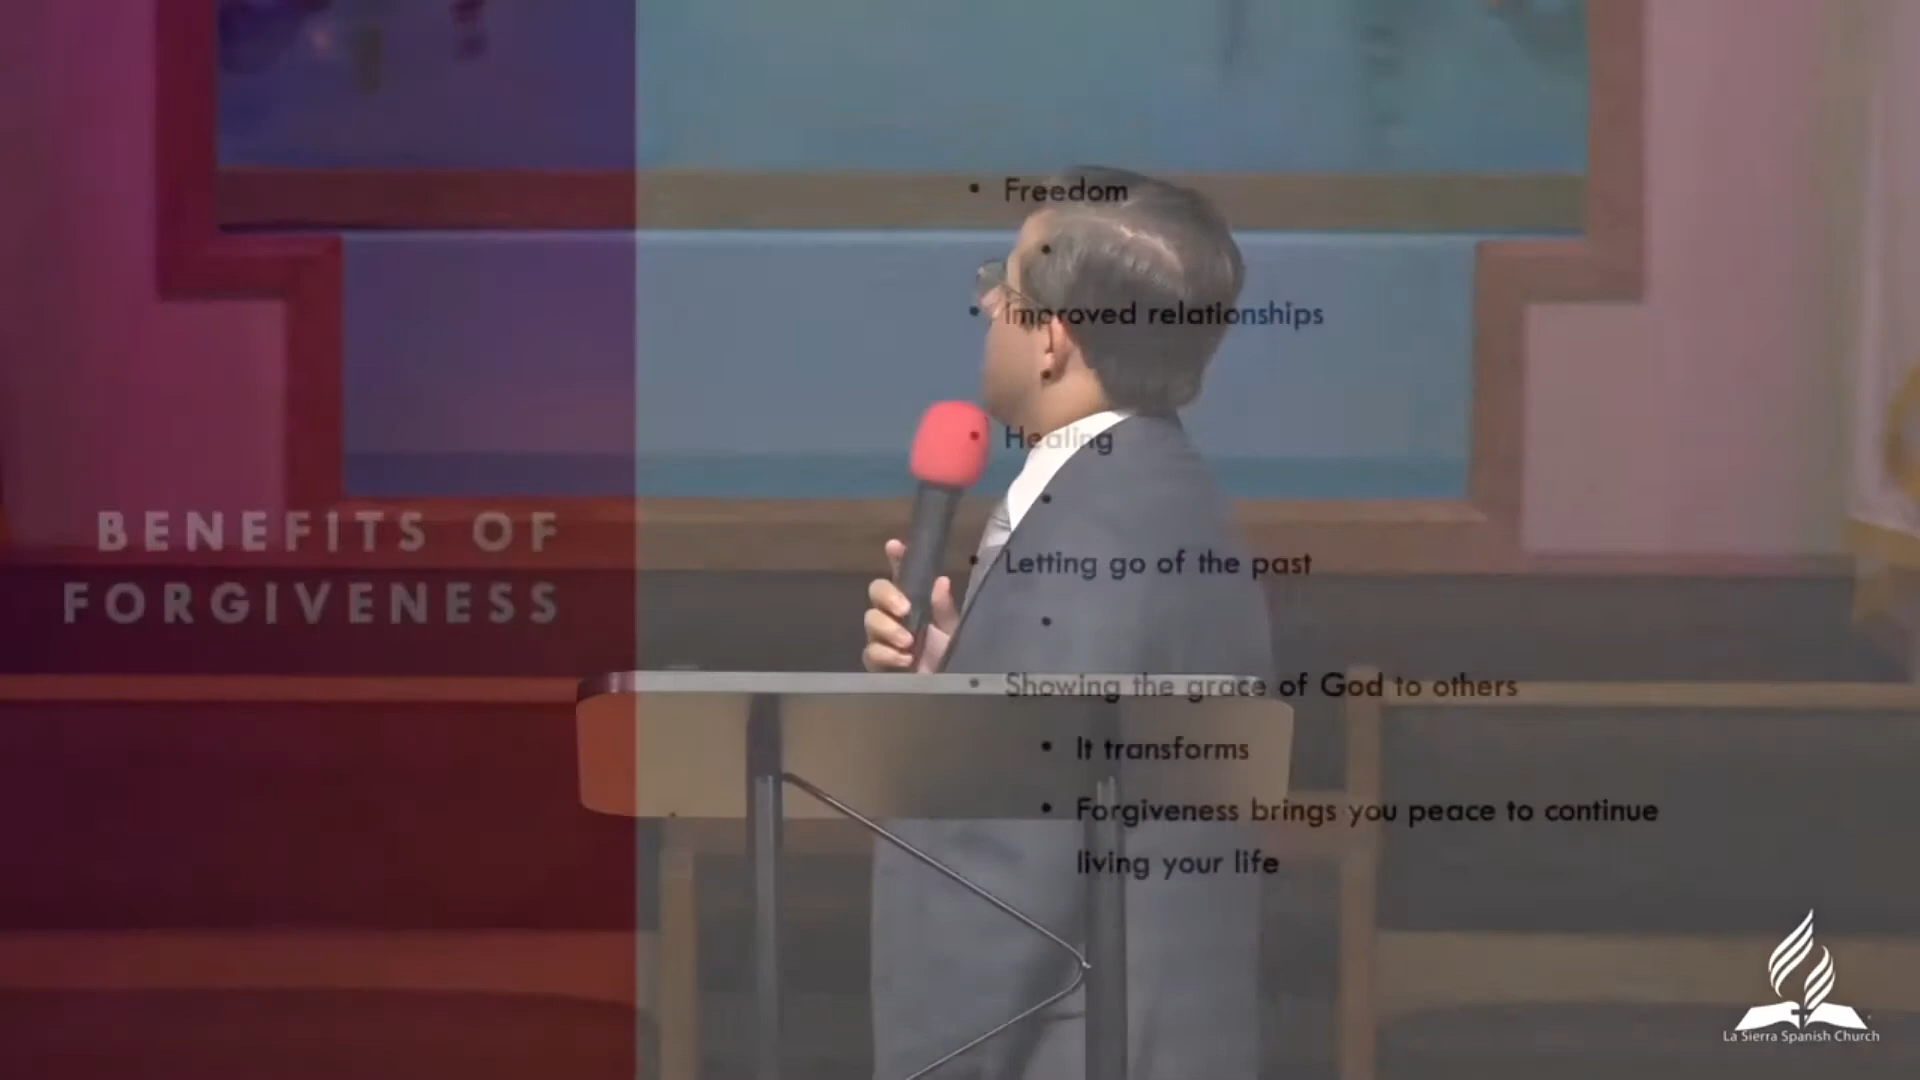 BENEFITS OF
FORGIVENESS
• Freedom
•
• Improved relationships
•
• Healing
•
• Letting go of the past
•
• Showing the grace of God to others
• It transforms
• Forgiveness brings you peace to continue
living your life
La Sierra Spanish Church